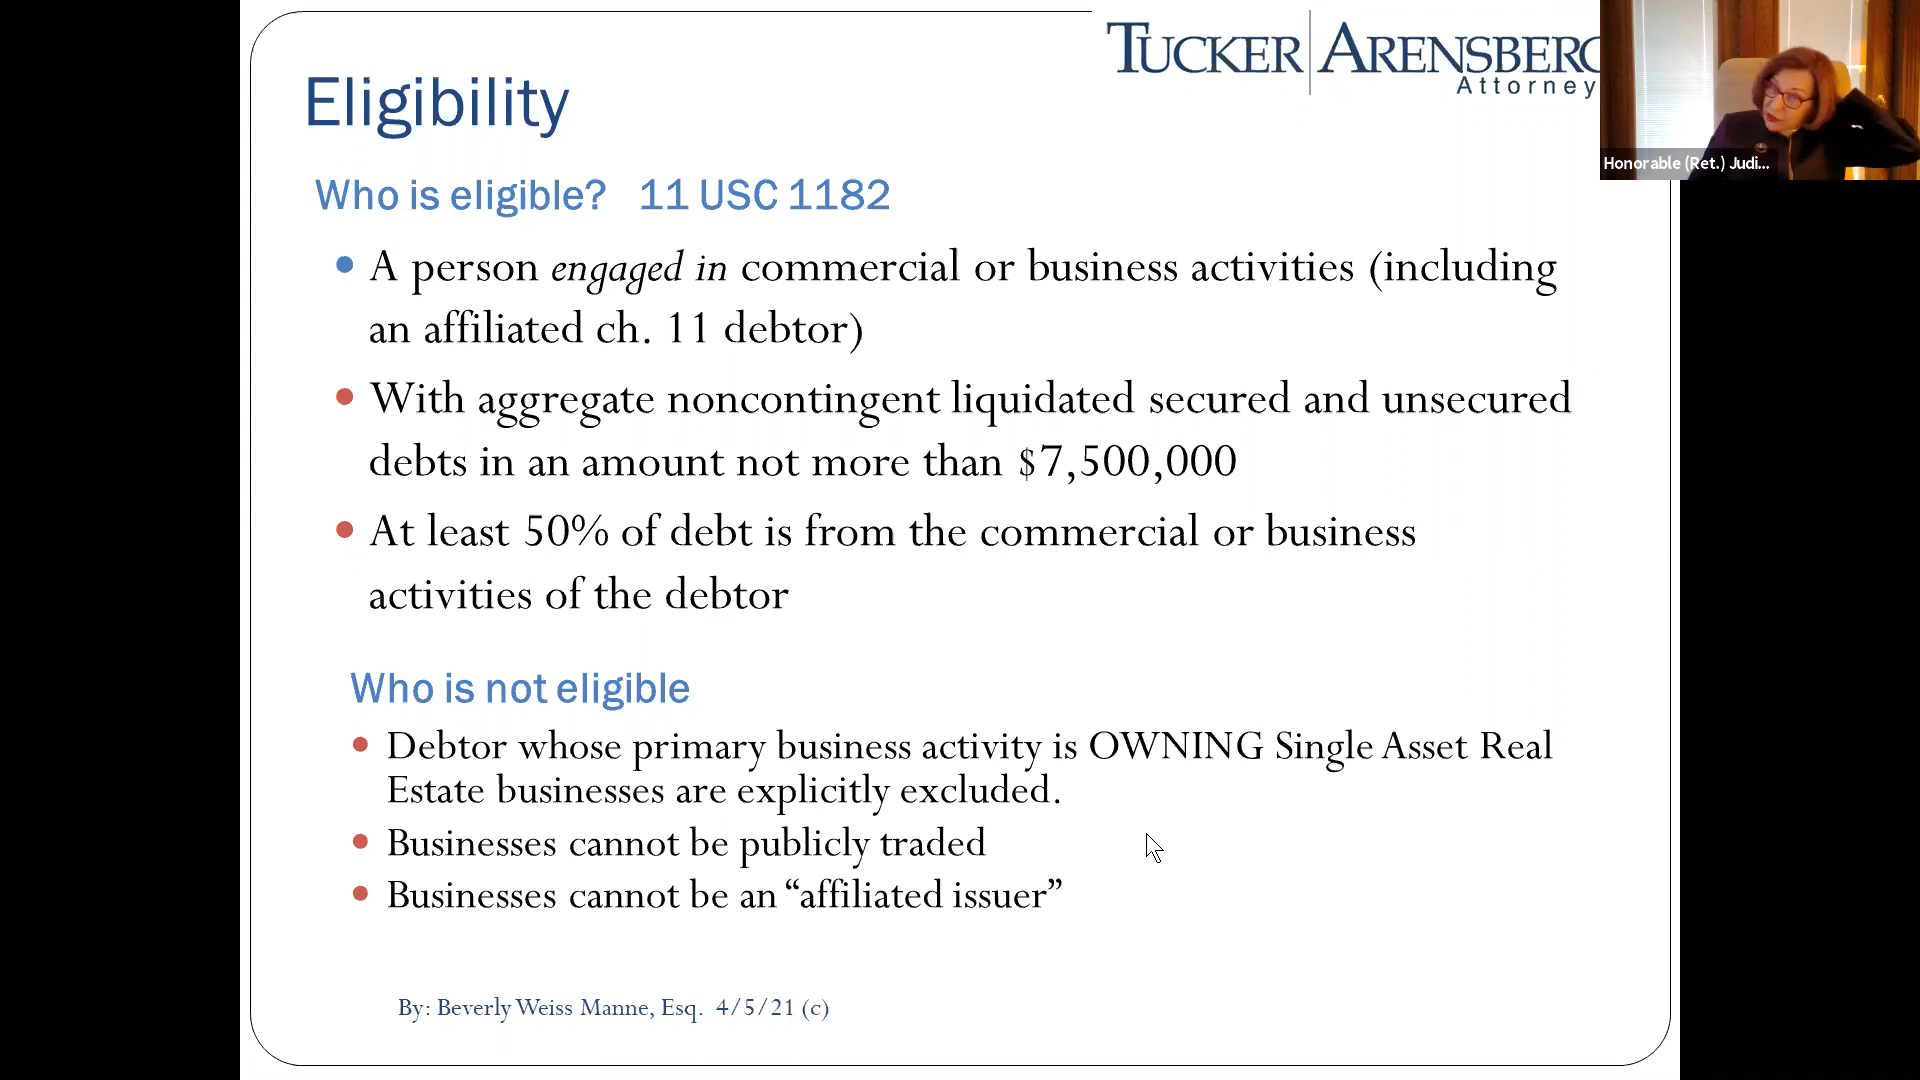 TUCKER ARENSBERG
Attorney
Eligibility
Honorable (Ret.) Judi...
Who is eligible? 11 USC 1182
• A person engaged in commercial or business activities (including
an affiliated ch. 11 debtor)
• With aggregate noncontingent liquidated secured and unsecured
debts in an amount not more than $7,500,000
• At least 50% of debt is from the commercial or business
activities of the debtor
Who is not eligible
• Debtor whose primary business activity is OWNING Single Asset Real
Estate businesses are explicitly excluded.
• Businesses cannot be publicly traded
• Businesses cannot be an “affiliated issuer”
By: Beverly Weiss Manne, Esq. 4/5/21 (c)